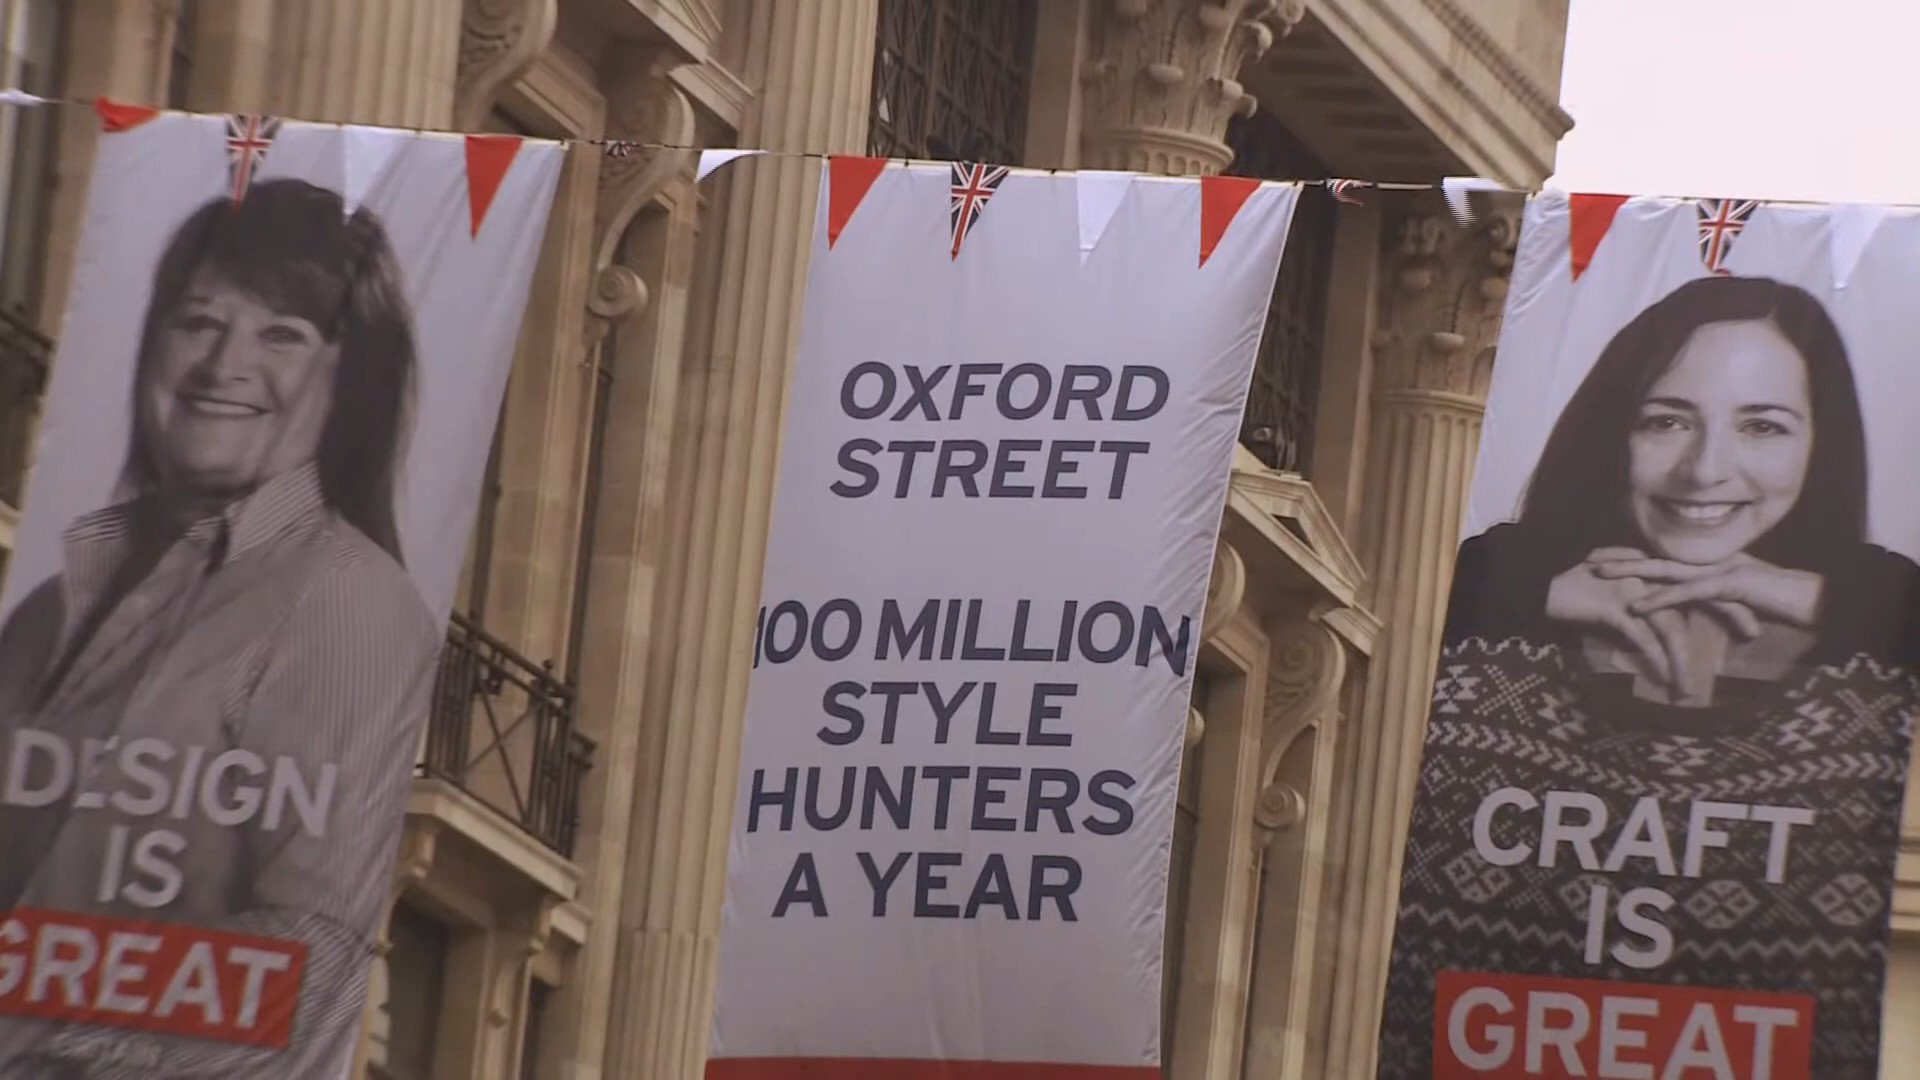 DESIGN
IS
GREAT
OXFORD
STREET
100 MILLION
STYLE
HUNTERS
A YEAR
CRAFT
IS
GREAT